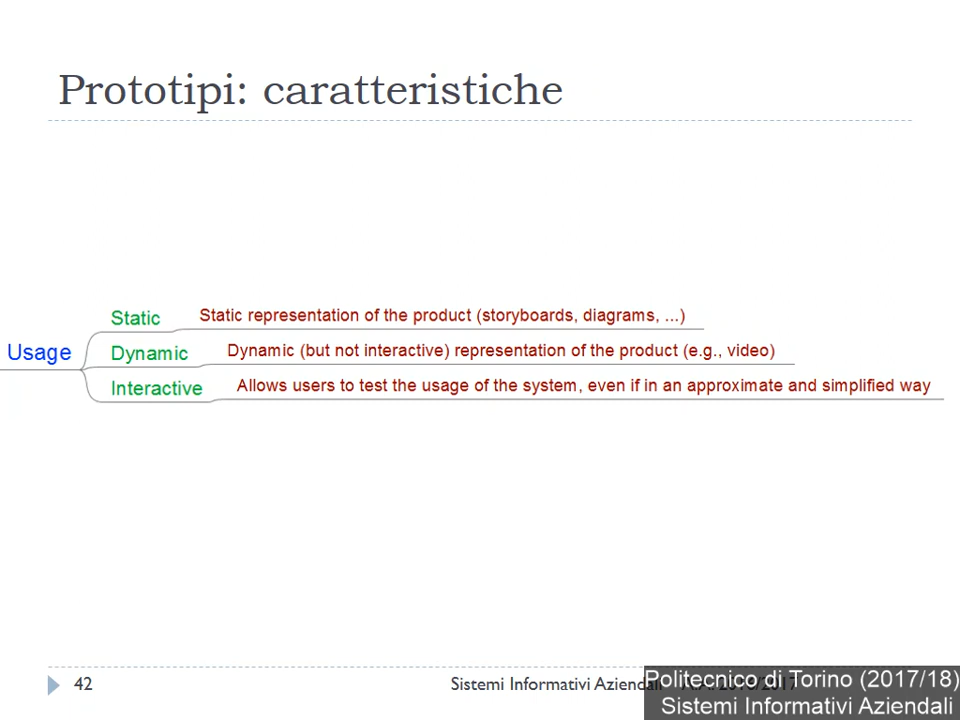 Prototipi: caratteristiche
Usage
Static
Static representation of the product (storyboards, diagrams, ...)
Dynamic
Dynamic (but not interactive) representation of the product (e.g., video)
Interactive
Allows users to test the usage of the system, even if in an approximate and simplified way
42
Sistemi Informativi Aziendali
Politecnico di Torino (2017/18)
Sistemi Informativi Aziendali